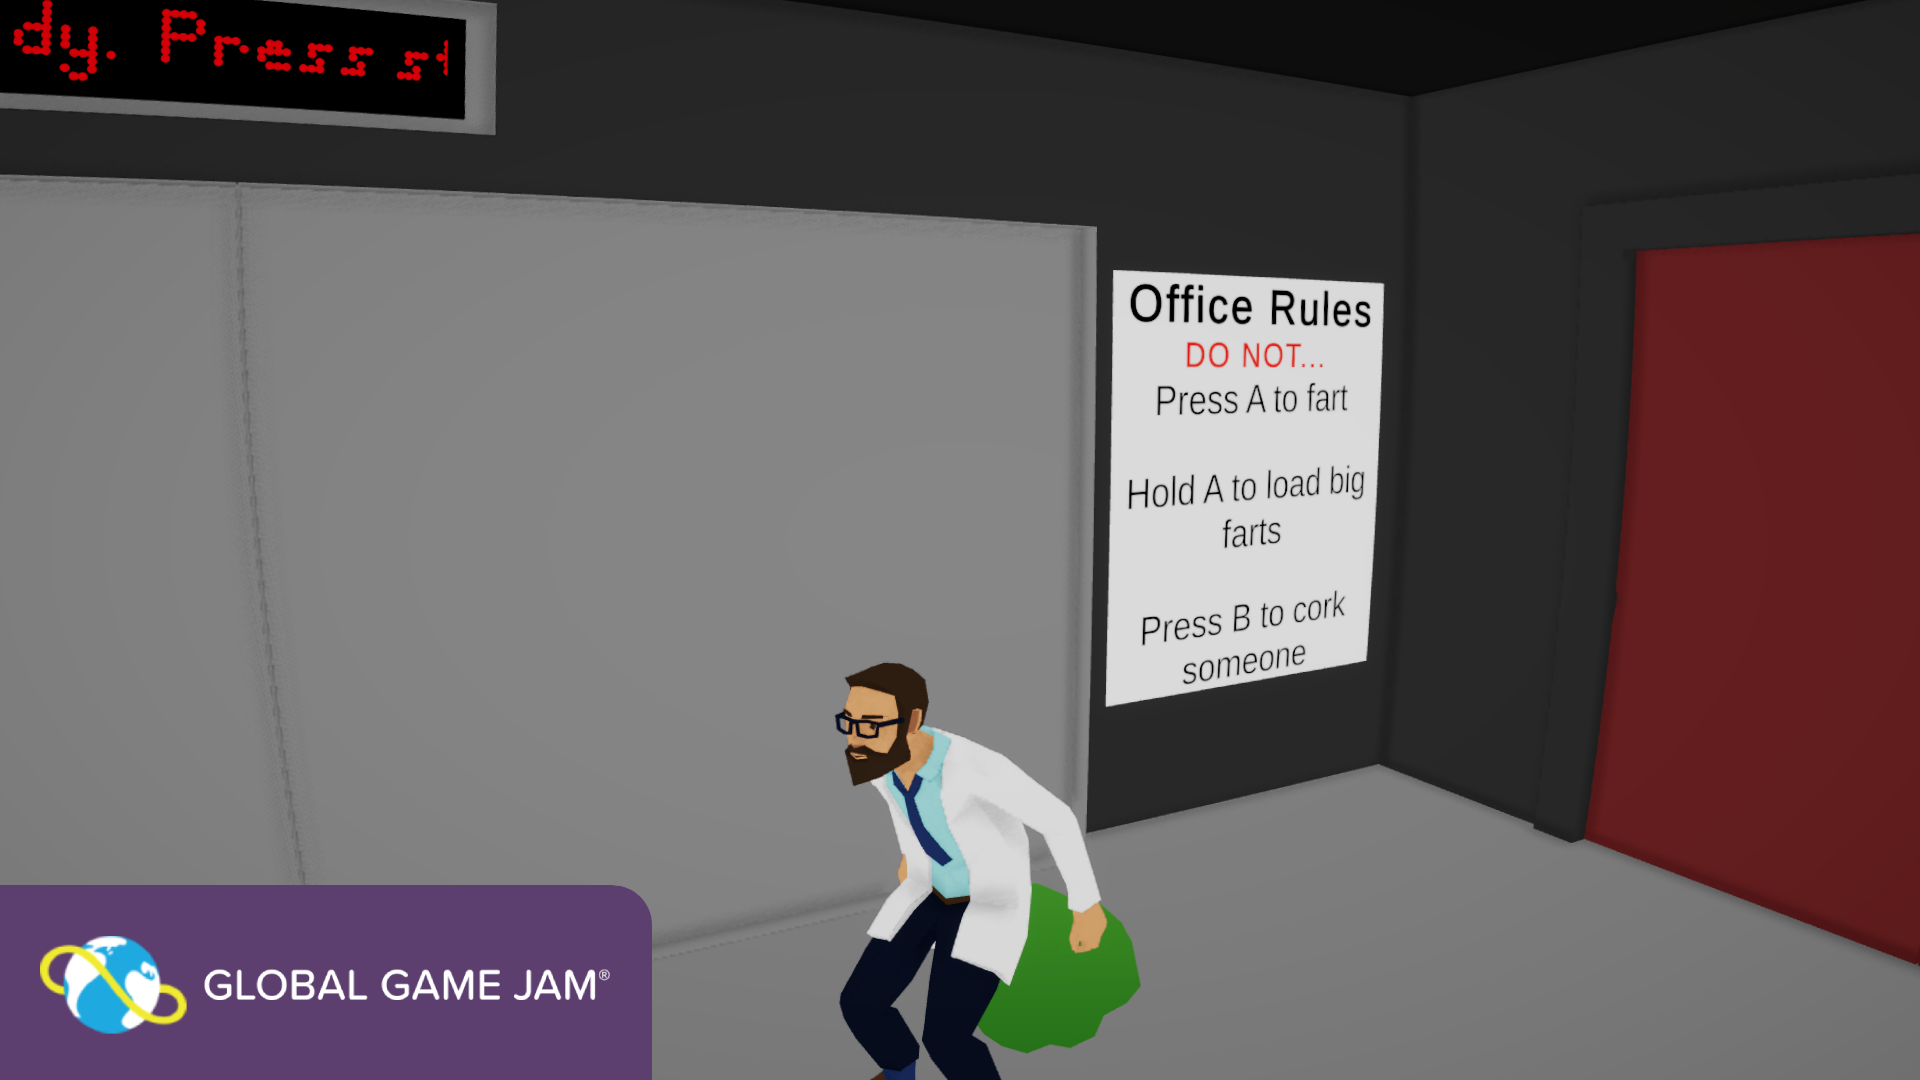 dy. Press st
Office Rules
DO NOT...
Press A to fart
Hold A to load big
farts
Press B to cork
someone
GLOBAL GAME JAM®